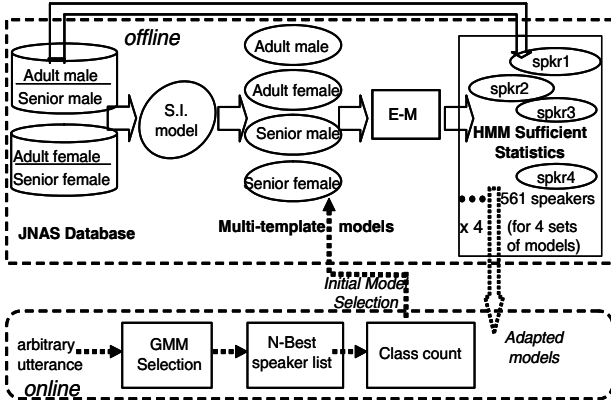 offline
Adult male
Senior male
Adult female
Senior female
JNAS Database
S.I.
model
Adult male
Adult female
Senior male
Senior female
Multi-template models
E-M
spkr1
spkr2
spkr3
HMM Sufficient
Statistics
spkr4
561 speakers
x 4 (for 4 sets
of models)
Initial Model
Selection
Adapted
models
arbitrary
utterance
online
GMM
Selection
N-Best
speaker list
Class count